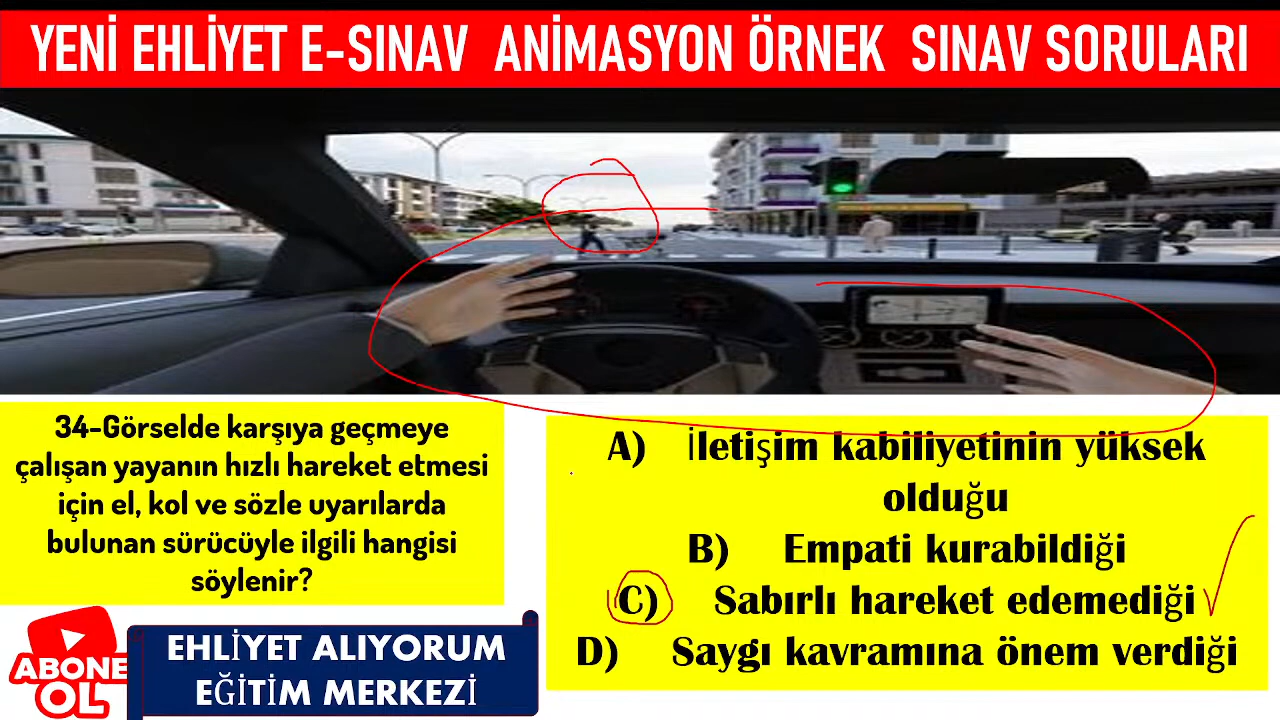 YENİ EHLİYET E-SINAV ANİMASYON ÖRNEK SINAV SORULARI
34-Görselde karşıya geçmeye
çalışan yayanın hızlı hareket etmesi
için el, kol ve sözle uyarılarda
bulunan sürücüyle ilgili hangisi
söylenir?
A) İletişim kabiliyetinin yüksek
olduğu
B) Empati kurabildiği
C) Sabırlı hareket edemediği
D) Saygı kavramına önem verdiği
ABONE
OL
EHLİYET ALIYORUM
EĞİTİM MERKEZİ